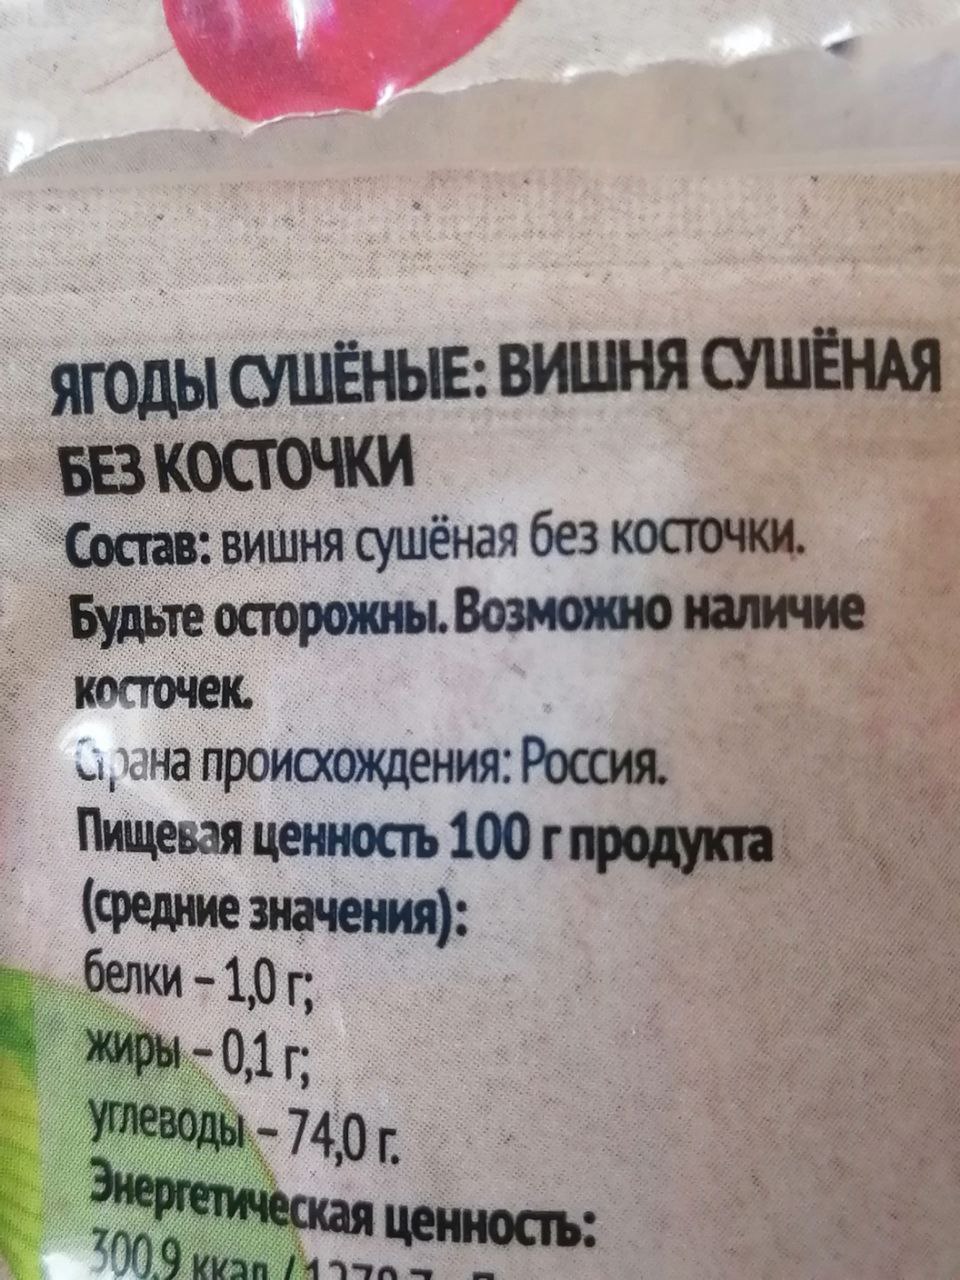 ЯГОДЫ СУШЁНЫЕ: ВИШНЯ СУШЁНАЯ
БЕЗ КОСТОЧКИ
Состав: вишня сушёная без косточки.
Будьте осторожны. Возможно наличие
косточек.
Страна происхождения: Россия.
Пищевая ценность 100 г продукта
(средние значения):
белки – 1,0 г;
жиры – 0,1 г;
углеводы – 74,0 г.
Энергетическая ценность:
300,9 ккал /